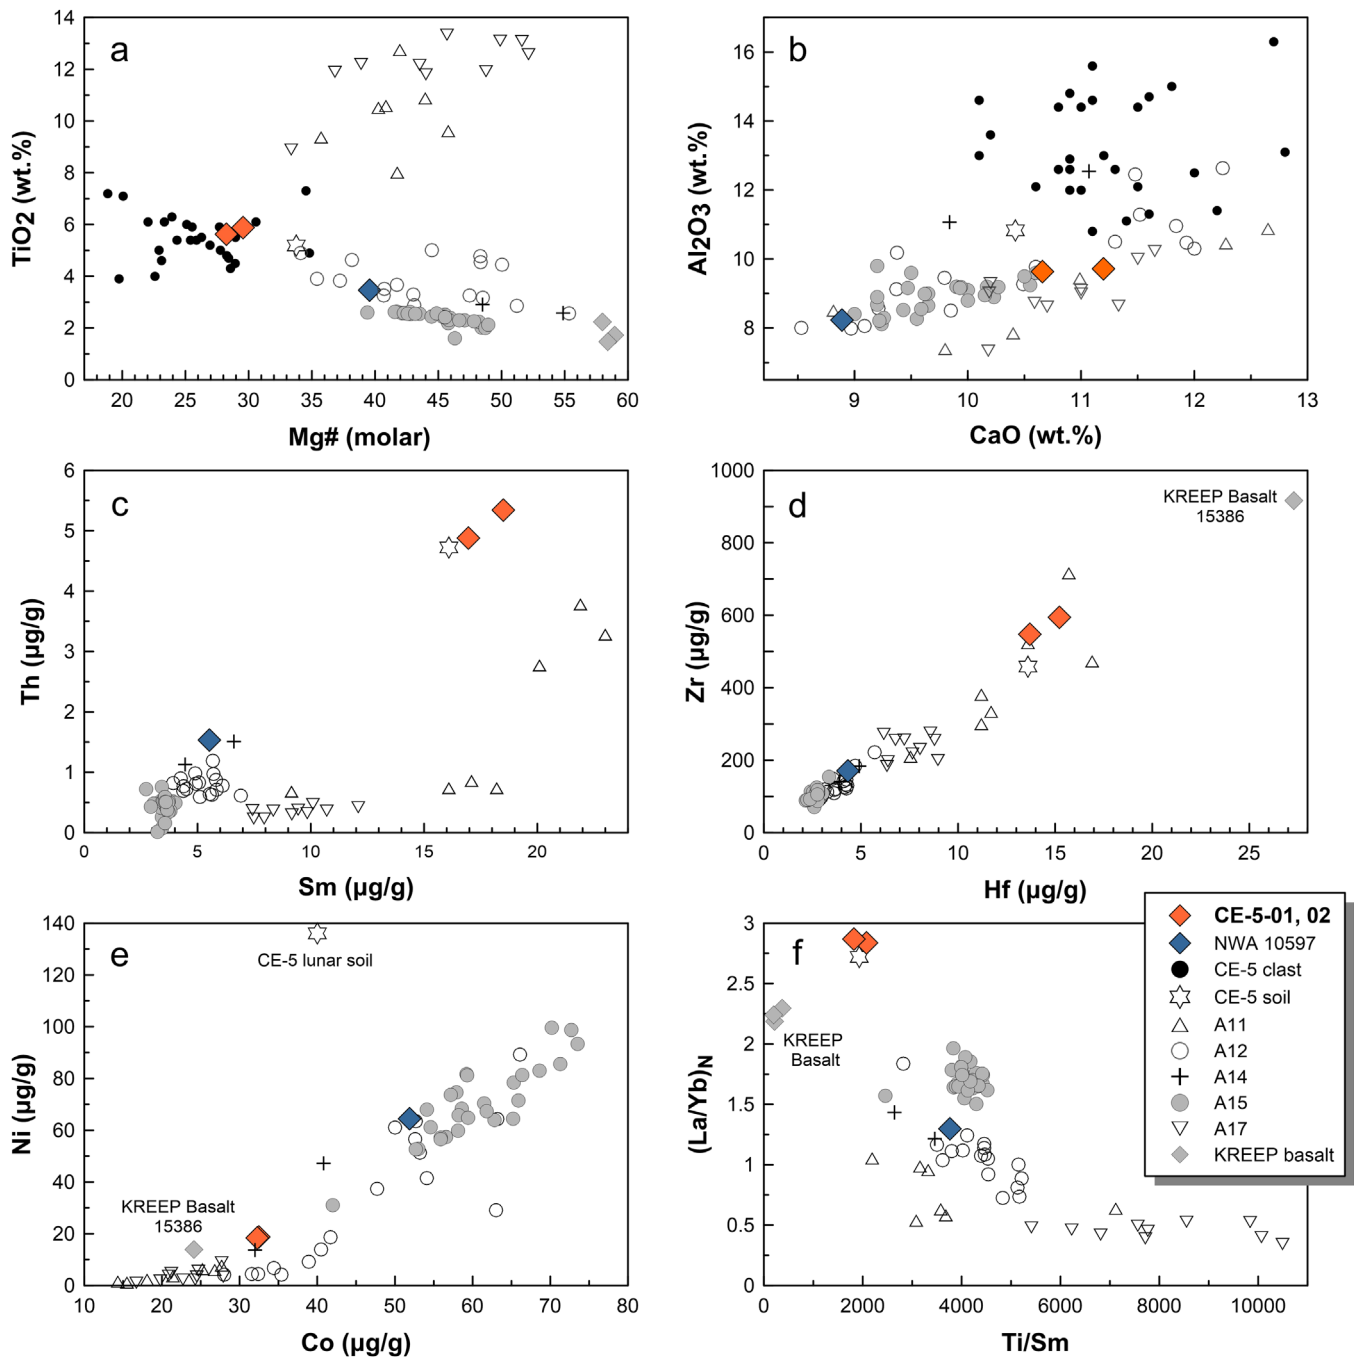 a
14
12
10
8
6
4
2
0
TiO2 (wt.%)
20 25 30 35 40 45 50 55 60
Mg# (molar)
b
16
14
12
10
8
Al2O3 (wt.%)
9 10 11 12 13
CaO (wt.%)
c
6
5
4
3
2
1
0
Th (µg/g)
0 5 10 15 20
Sm (µg/g)
d
KREEP Basalt
15386
1000
800
600
400
200
0
Zr (µg/g)
0 5 10 15 20 25
Hf (µg/g)
e
CE-5 lunar soil
KREEP Basalt
15386
140
120
100
80
60
40
20
0
Ni (µg/g)
10 20 30 40 50 60 70 80
Co (µg/g)
f
KREEP
Basalt
3
2.5
2
1.5
1
0.5
0
(La/Yb)N
0 2000 4000 6000 8000 10000
Ti/Sm
CE-5-01, 02
NWA 10597
CE-5 clast
CE-5 soil
A11
A12
A14
A15
A17
KREEP basalt